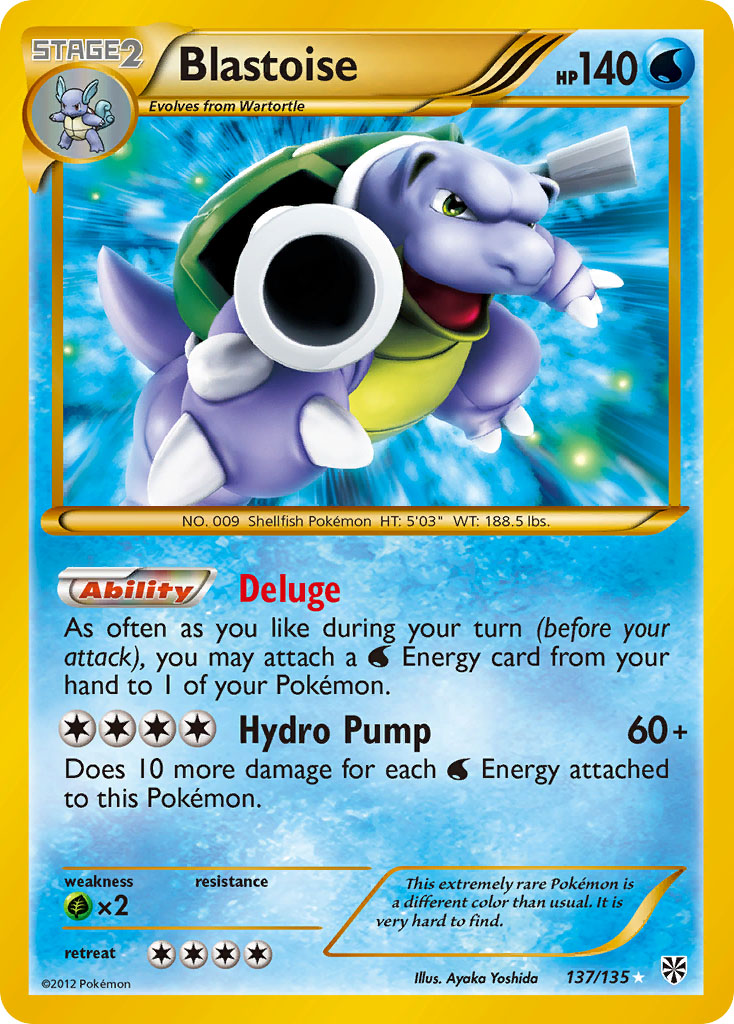 STAGE2
Blastoise
HP140
Evolves from Wartortle
NO. 009 Shellfish Pokémon HT: 5'03" WT: 188.5 lbs.
Ability Deluge
As often as you like during your turn (before your
attack), you may attach a Energy card from your
hand to 1 of your Pokémon.
Hydro Pump 60+
Does 10 more damage for each Energy attached
to this Pokémon.
weakness resistance
×2
This extremely rare Pokémon is
a different color than usual. It is
very hard to find.
retreat
©2012 Pokémon
Illus. Ayaka Yoshida 137/135